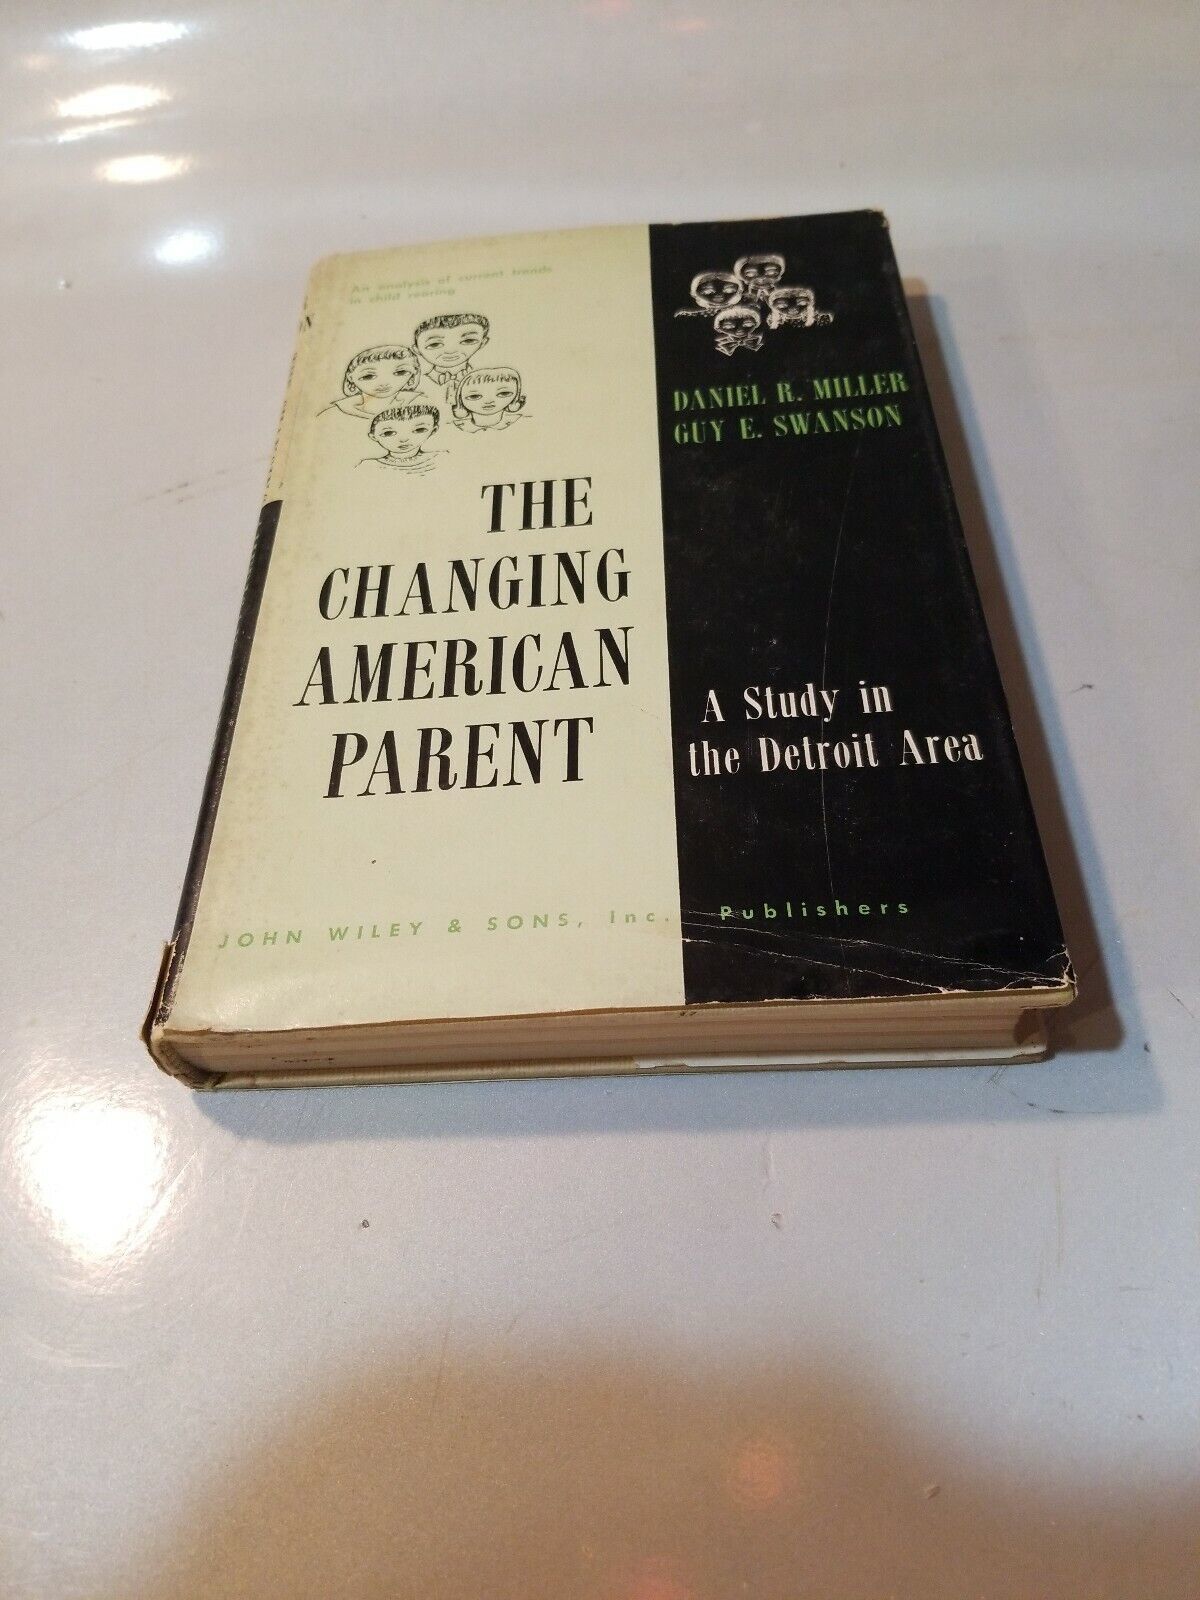 An analysis of current trends
in child rearing
DANIEL R. MILLER
GUY E. SWANSON
THE
CHANGING
AMERICAN
PARENT
A Study in
the Detroit Area
JOHN WILEY & SONS, Inc. Publishers